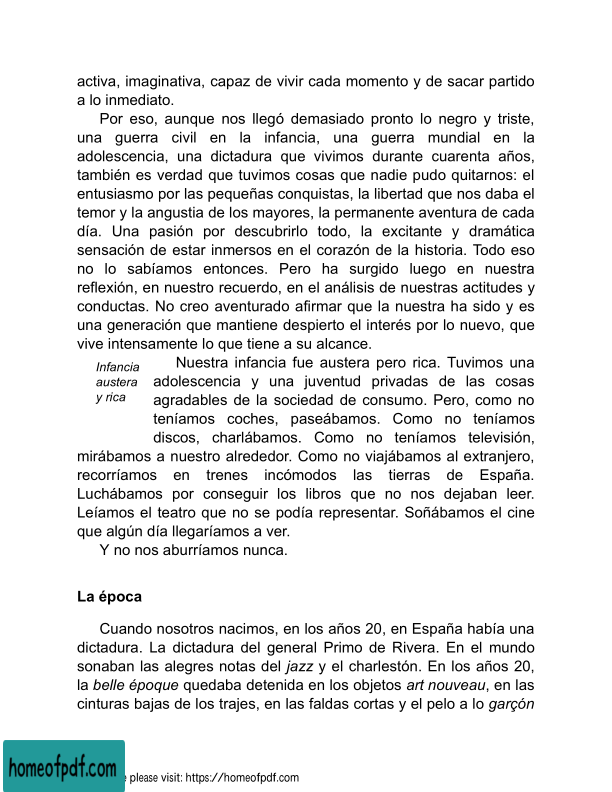 activa, imaginativa, capaz de vivir cada momento y de sacar partido
a lo inmediato.
Por eso, aunque nos llegó demasiado pronto lo negro y triste,
una guerra civil en la infancia, una guerra mundial en la
adolescencia, una dictadura que vivimos durante cuarenta años,
también es verdad que tuvimos cosas que nadie pudo quitarnos: el
entusiasmo por las pequeñas conquistas, la libertad que nos daba el
temor y la angustia de los mayores, la permanente aventura de cada
día. Una pasión por descubrirlo todo, la excitante y dramática
sensación de estar inmersos en el corazón de la historia. Todo eso
no lo sabíamos entonces. Pero ha surgido luego en nuestra
reflexión, en nuestro recuerdo, en el análisis de nuestras actitudes y
conductas. No creo aventurado afirmar que la nuestra ha sido y es
una generación que mantiene despierto el interés por lo nuevo, que
vive intensamente lo que tiene a su alcance.
Infancia
austera
y rica
Nuestra infancia fue austera pero rica. Tuvimos una
adolescencia y una juventud privadas de las cosas
agradables de la sociedad de consumo. Pero, como no
teníamos coches, paseábamos. Como no teníamos
discos, charlábamos. Como no teníamos televisión,
mirábamos a nuestro alrededor. Como no viajábamos al extranjero,
recorríamos en trenes incómodos las tierras de España.
Luchábamos por conseguir los libros que no nos dejaban leer.
Leíamos el teatro que no se podía representar. Soñábamos el cine
que algún día llegaríamos a ver.
Y no nos aburríamos nunca.
La época
Cuando nosotros nacimos, en los años 20, en España había una
dictadura. La dictadura del general Primo de Rivera. En el mundo
sonaban las alegres notas del jazz y el charlestón. En los años 20,
la belle époque quedaba detenida en los objetos art nouveau, en las
cinturas bajas de los trajes, en las faldas cortas y el pelo a lo garçón
homeofpdf.com
please visit: https://homeofpdf.com